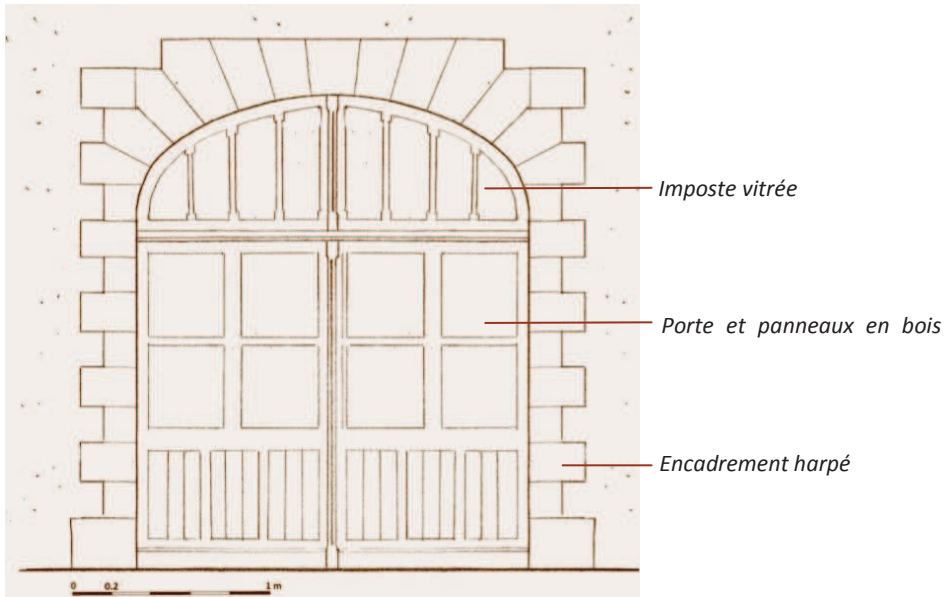 Imposte vitrée
Porte et panneaux en bois
Encadrement harpé
0 0.2 1 m